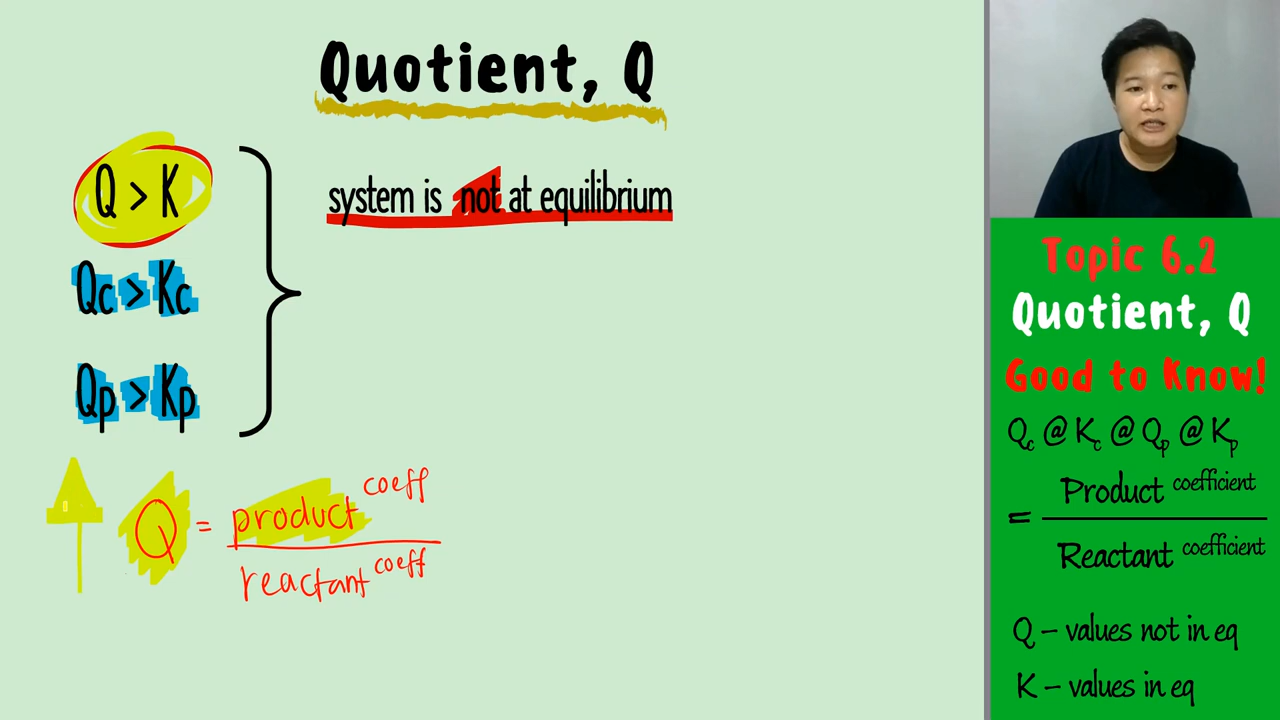 Quotient, Q
Q > K
system is not at equilibrium
Qc > Kc
Qp > Kp
Q = product coeff
reactant coeff
Topic 6.2
Quotient, Q
Good to Know!
Qc @ Kc @ Qp @ Kp
= Product coefficient
Reactant coefficient
Q – values not in eq
K – values in eq